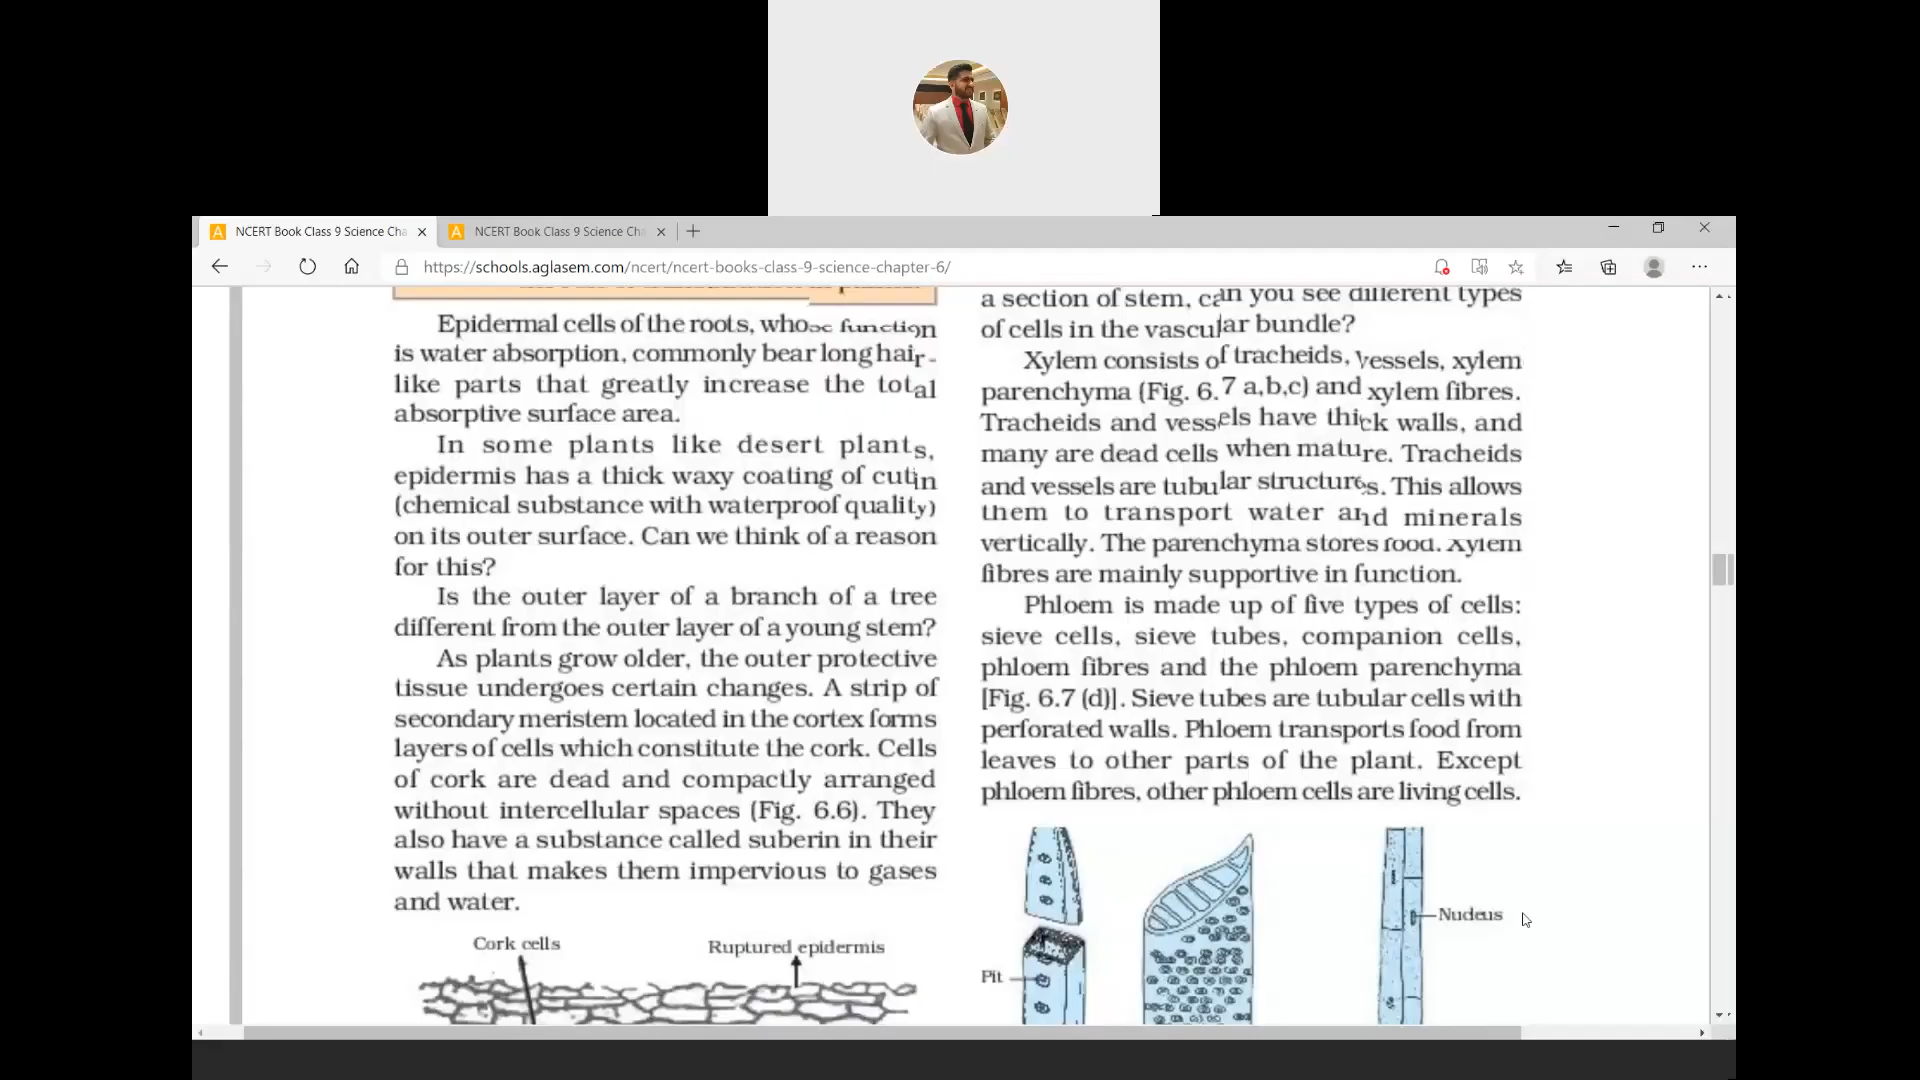 NCERT Book Class 9 Science Cha
NCERT Book Class 9 Science Cha
https://schools.aglasem.com/ncert/ncert-books-class-9-science-chapter-6/
Epidermal cells of the roots, whose function
is water absorption, commonly bear long hair-
like parts that greatly increase the total
absorptive surface area.
In some plants like desert plants,
epidermis has a thick waxy coating of cutin
(chemical substance with waterproof quality)
on its outer surface. Can we think of a reason
for this?
Is the outer layer of a branch of a tree
different from the outer layer of a young stem?
As plants grow older, the outer protective
tissue undergoes certain changes. A strip of
secondary meristem located in the cortex forms
layers of cells which constitute the cork. Cells
of cork are dead and compactly arranged
without intercellular spaces (Fig. 6.6). They
also have a substance called suberin in their
walls that makes them impervious to gases
and water.
Cork cells
Ruptured epidermis
a section of stem, can you see different types
of cells in the vascular bundle?
Xylem consists of tracheids, vessels, xylem
parenchyma (Fig. 6.7 a,b,c) and xylem fibres.
Tracheids and vessels have thick walls, and
many are dead cells when mature. Tracheids
and vessels are tubular structures. This allows
them to transport water and minerals
vertically. The parenchyma stores food. Xylem
fibres are mainly supportive in function.
Phloem is made up of five types of cells:
sieve cells, sieve tubes, companion cells,
phloem fibres and the phloem parenchyma
[Fig. 6.7 (d)]. Sieve tubes are tubular cells with
perforated walls. Phloem transports food from
leaves to other parts of the plant. Except
phloem fibres, other phloem cells are living cells.
Nucleus
Pit